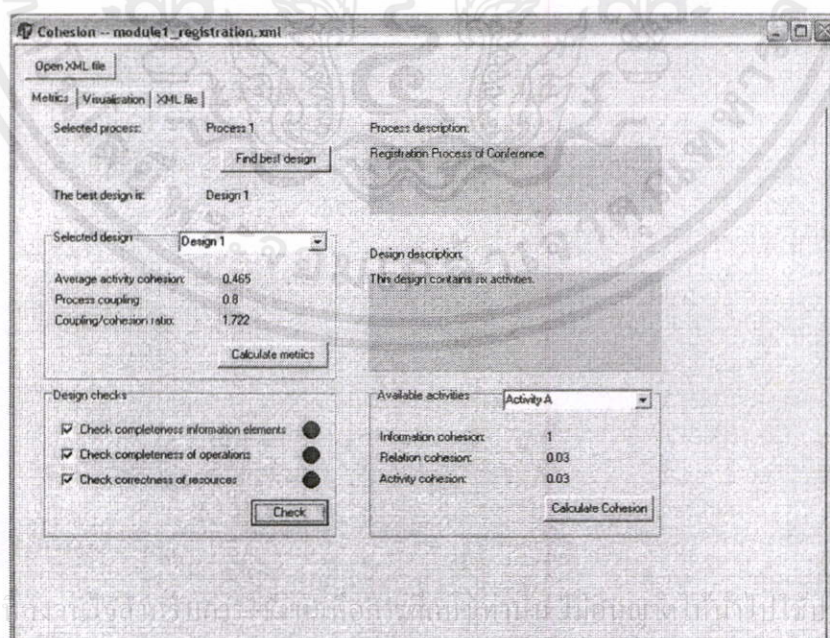 Cohesion -- module1_registration.xml
Open XML file
Metrics Visualisation XML file
Selected process: Process 1
Find best design
The best design is: Design 1
Process description:
Registration Process of Conference
Selected design Design 1
Average activity cohesion: 0.465
Process coupling: 0.8
Coupling/cohesion ratio: 1.722
Calculate metrics
Design description:
This design contains six activities.
Design checks
Check completeness information elements
Check completeness of operations
Check correctness of resources
Check
Available activities Activity A
Information cohesion: 1
Relation cohesion: 0.03
Activity cohesion: 0.03
Calculate Cohesion